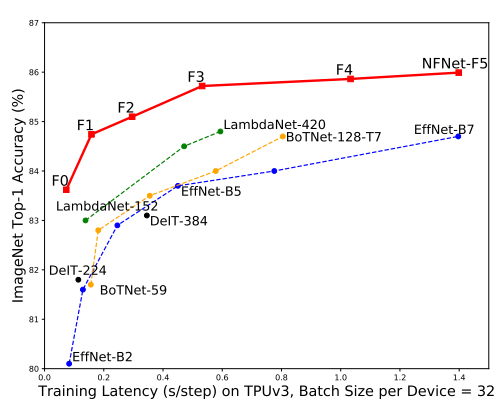 87
86
85
84
83
82
81
80
ImageNet Top-1 Accuracy (%)
NFNet-F5
F4
F3
F2
F1
F0
LambdaNet-420
BoTNet-128-T7
EffNet-B7
EffNet-B5
LambdaNet-152
DeIT-384
DeIT-224
BoTNet-59
EffNet-B2
0.0 0.2 0.4 0.6 0.8 1.0 1.2 1.4
Training Latency (s/step) on TPUv3, Batch Size per Device = 32